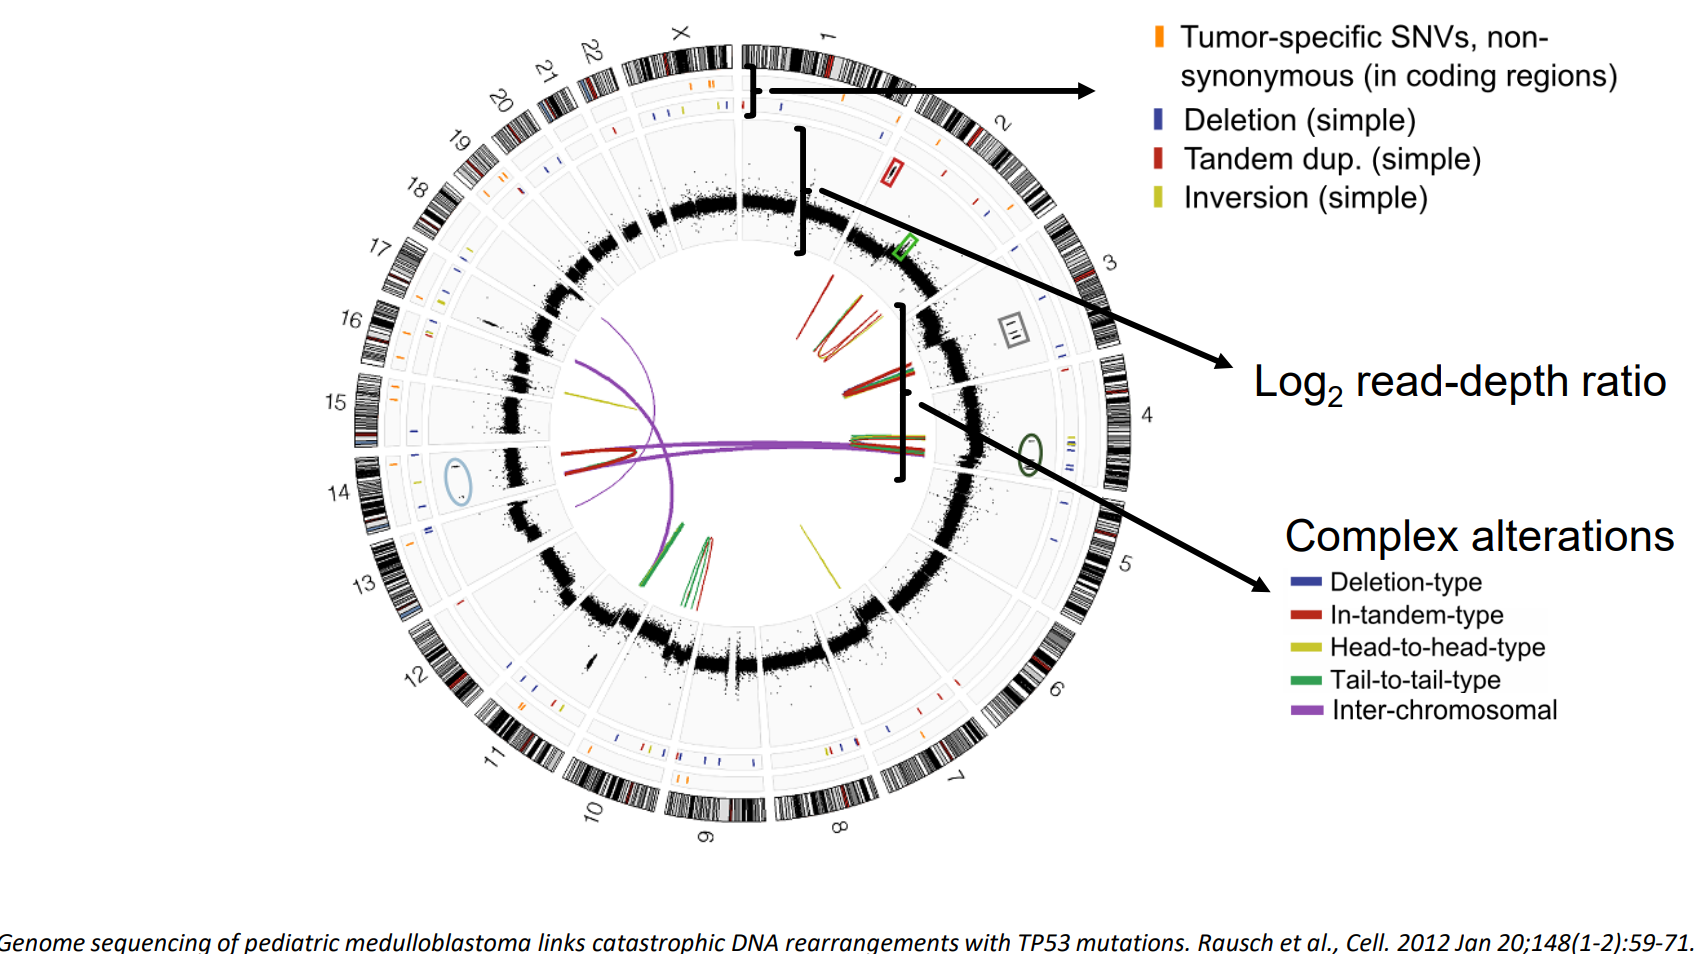 Tumor-specific SNVs, non-
synonymous (in coding regions)
Deletion (simple)
Tandem dup. (simple)
Inversion (simple)
Log2 read-depth ratio
Complex alterations
Deletion-type
In-tandem-type
Head-to-head-type
Tail-to-tail-type
Inter-chromosomal
1
2
3
4
5
6
7
8
9
10
11
12
13
14
15
16
17
18
19
20
21
22
X
Genome sequencing of pediatric medulloblastoma links catastrophic DNA rearrangements with TP53 mutations. Rausch et al., Cell. 2012 Jan 20;148(1-2):59-71.